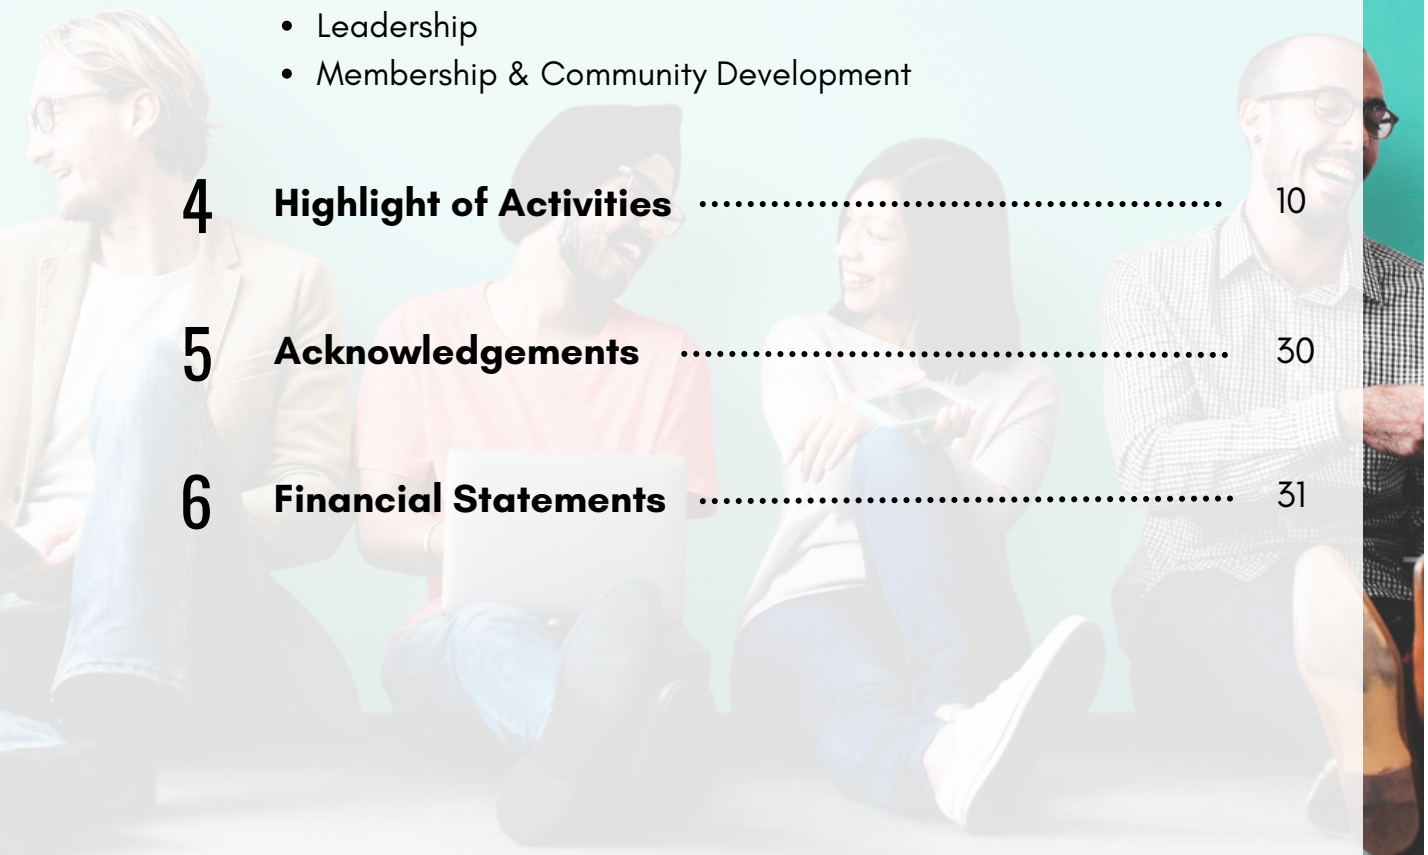 • Leadership
• Membership & Community Development
4 Highlight of Activities ............................................ 10
5 Acknowledgements .............................................. 30
6 Financial Statements ............................................. 31